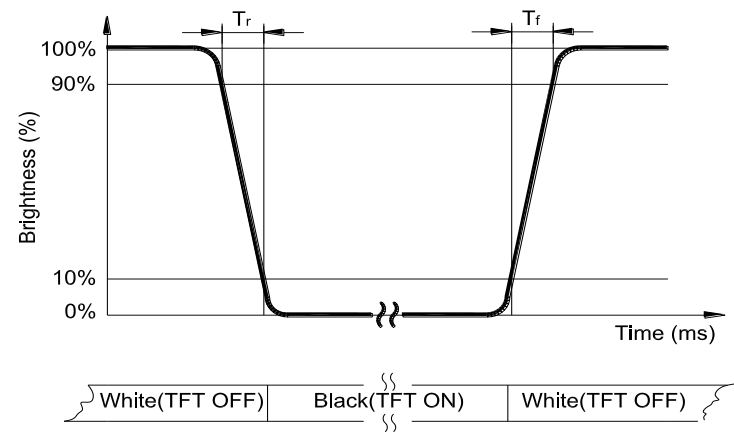 Tr
Tf
100%
90%
Brightness (%)
10%
0%
Time (ms)
White(TFT OFF)
Black(TFT ON)
White(TFT OFF)